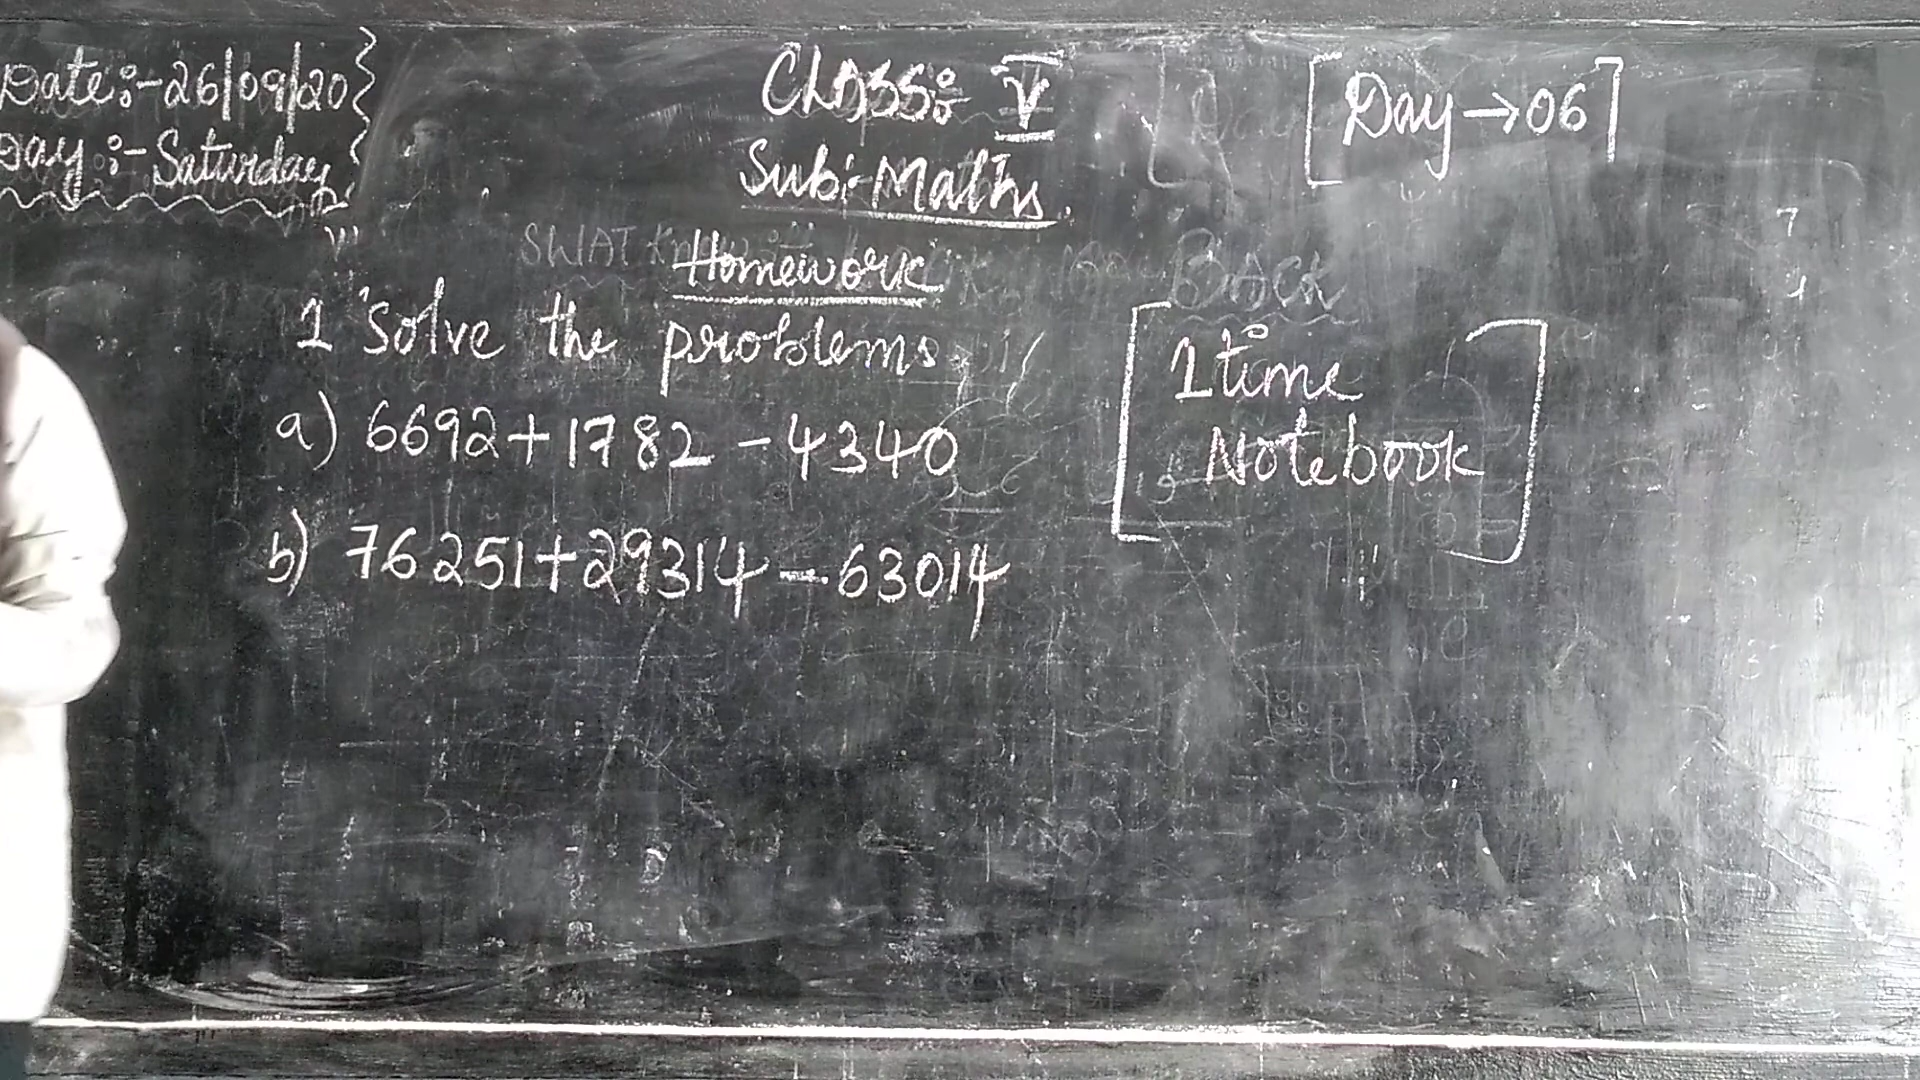 Date:-26/09/20
Day:-Saturday
Class:- V
Sub:-Maths
[Day→06]
Homework
1 Solve the problems.
a) 6692+1782-4340
b) 76251+29314-63014
[1 time
Notebook]